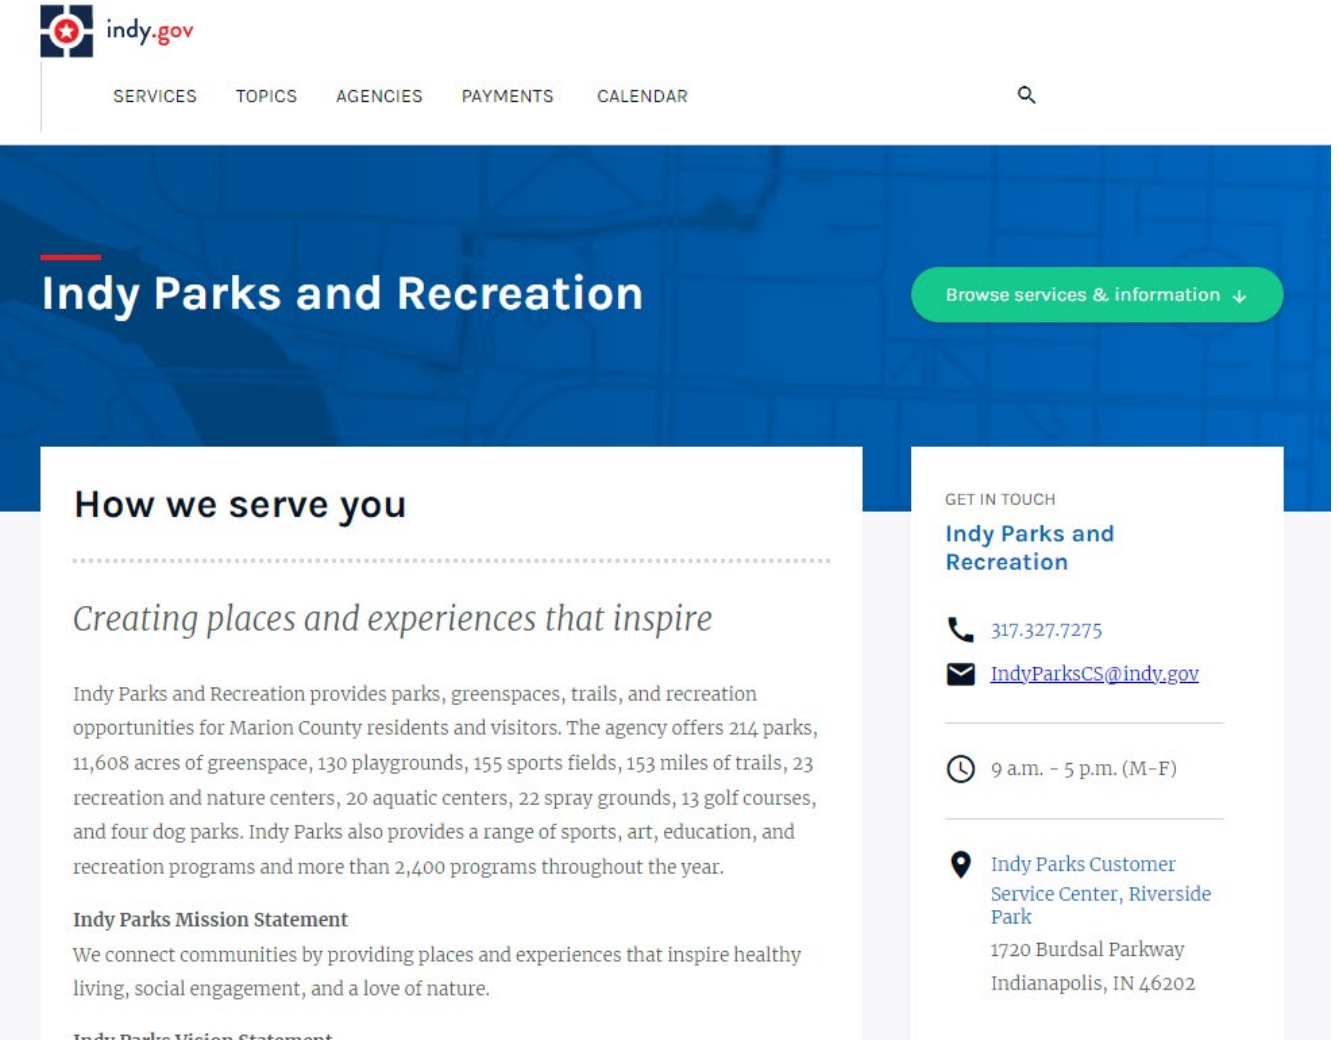 indy.gov
SERVICES TOPICS AGENCIES PAYMENTS CALENDAR
Indy Parks and Recreation
Browse services & information ↓
How we serve you
Creating places and experiences that inspire
Indy Parks and Recreation provides parks, greenspaces, trails, and recreation
opportunities for Marion County residents and visitors. The agency offers 214 parks,
11,608 acres of greenspace, 130 playgrounds, 155 sports fields, 153 miles of trails, 23
recreation and nature centers, 20 aquatic centers, 22 spray grounds, 13 golf courses,
and four dog parks. Indy Parks also provides a range of sports, art, education, and
recreation programs and more than 2,400 programs throughout the year.
Indy Parks Mission Statement
We connect communities by providing places and experiences that inspire healthy
living, social engagement, and a love of nature.
Indy Parks Vision Statement
GET IN TOUCH
Indy Parks and
Recreation
317.327.7275
IndyParksCS@indy.gov
9 a.m. - 5 p.m. (M-F)
Indy Parks Customer
Service Center, Riverside
Park
1720 Burdsal Parkway
Indianapolis, IN 46202